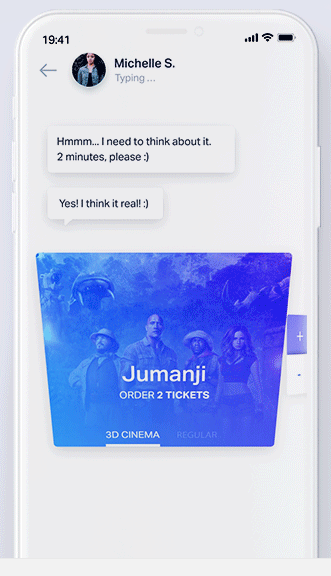 19:41
Michelle S.
Typing ...
Hmmm... I need to think about it.
2 minutes, please :)
Yes! I think it real! :)
+
-
Jumanji
ORDER 2 TICKETS
3D CINEMA
REGULAR